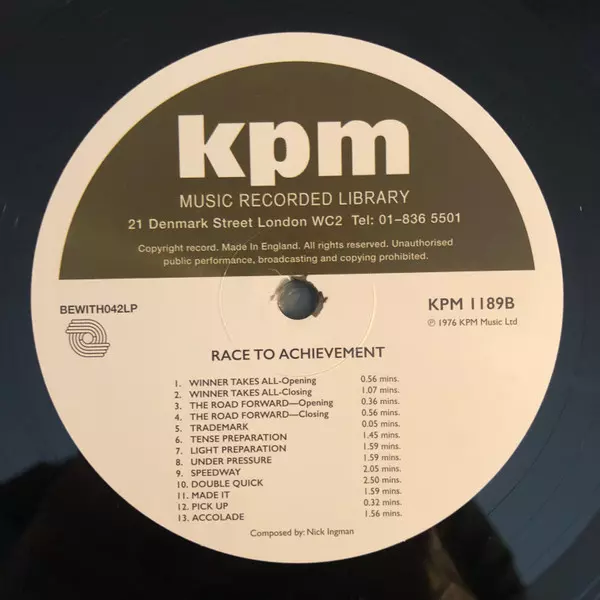 kpm
MUSIC RECORDED LIBRARY
21 Denmark Street London WC2 Tel: 01–836 5501
Copyright record. Made In England. All rights reserved. Unauthorised
public performance, broadcasting and copying prohibited.
BEWITH042LP
KPM 1189B
℗ 1976 KPM Music Ltd
RACE TO ACHIEVEMENT
1. WINNER TAKES ALL-Opening 0.56 mins.
2. WINNER TAKES ALL-Closing 1.07 mins.
3. THE ROAD FORWARD—Opening 0.36 mins.
4. THE ROAD FORWARD—Closing 0.56 mins.
5. TRADEMARK 0.05 mins.
6. TENSE PREPARATION 1.45 mins.
7. LIGHT PREPARATION 1.59 mins.
8. UNDER PRESSURE 1.59 mins.
9. SPEEDWAY 2.05 mins.
10. DOUBLE QUICK 2.50 mins.
11. MADE IT 1.59 mins.
12. PICK UP 0.32 mins.
13. ACCOLADE 1.56 mins.
Composed by: Nick Ingman